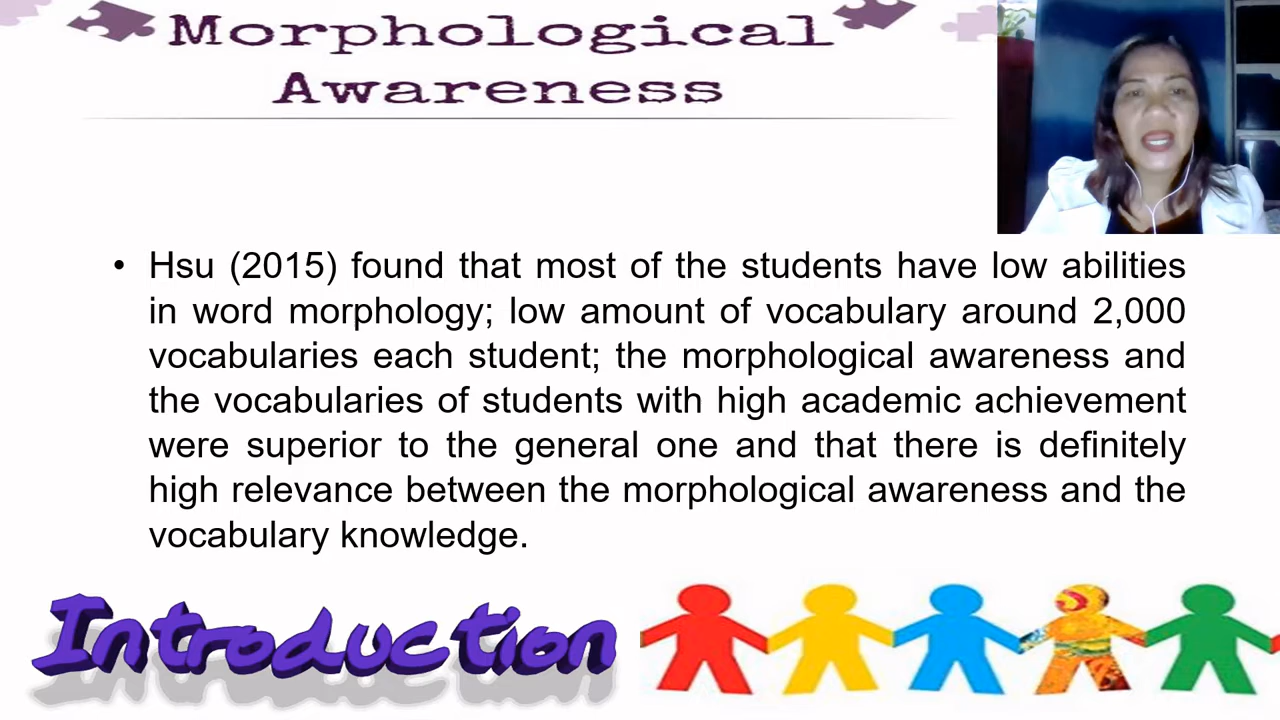 Morphological
Awareness
• Hsu (2015) found that most of the students have low abilities
in word morphology; low amount of vocabulary around 2,000
vocabularies each student; the morphological awareness and
the vocabularies of students with high academic achievement
were superior to the general one and that there is definitely
high relevance between the morphological awareness and the
vocabulary knowledge.
Introduction